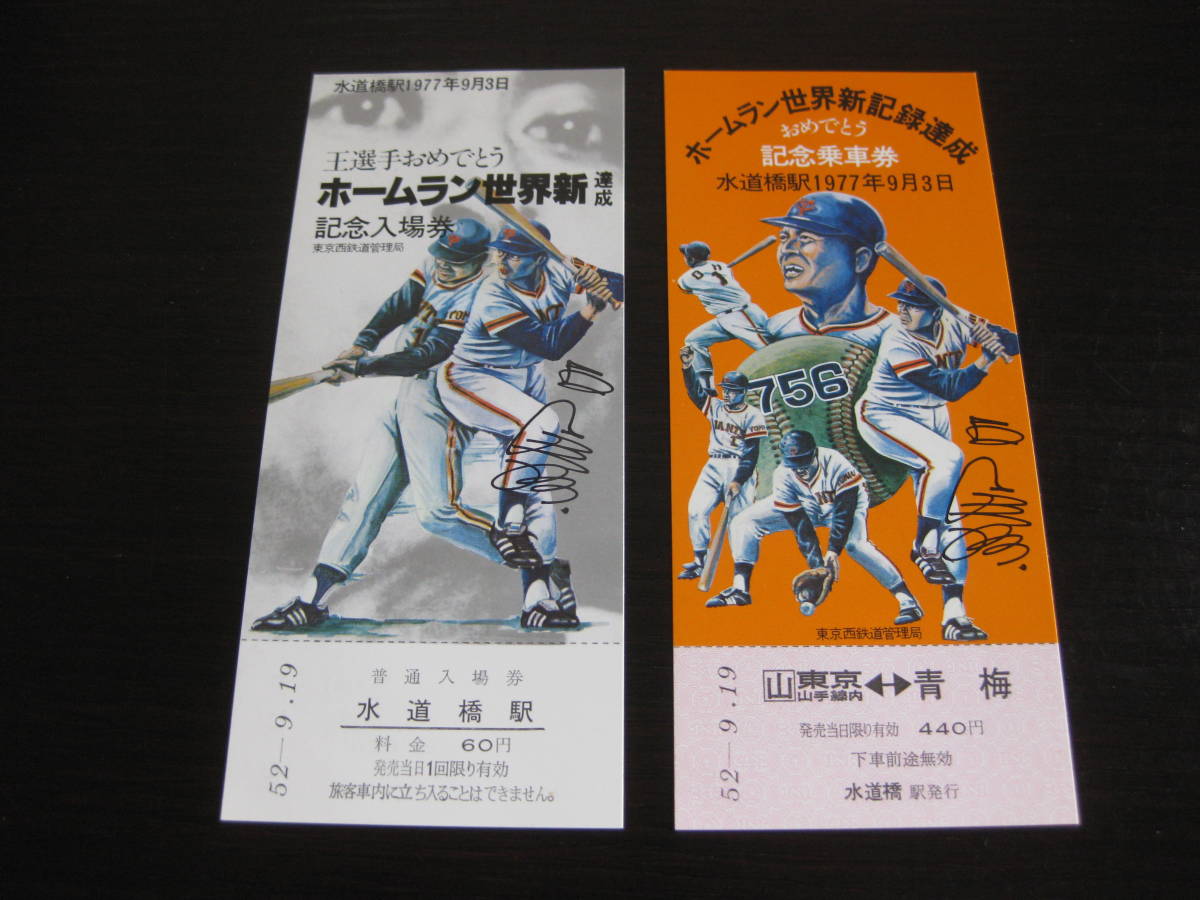 水道橋駅1977年9月3日
王選手おめでとう
ホームラン世界新達成
記念入場券
東京西鉄道管理局
普通入場券
水道橋駅
料金 60円
発売当日1回限り有効
旅客車内に立ち入ることはできません。
52-9.19
ホームラン世界新記録達成
おめでとう
記念乗車券
水道橋駅1977年9月3日
756
東京西鉄道管理局
山 東京山手線内 ↔ 青梅
発売当日限り有効 440円
下車前途無効
水道橋 駅発行
52-9.19